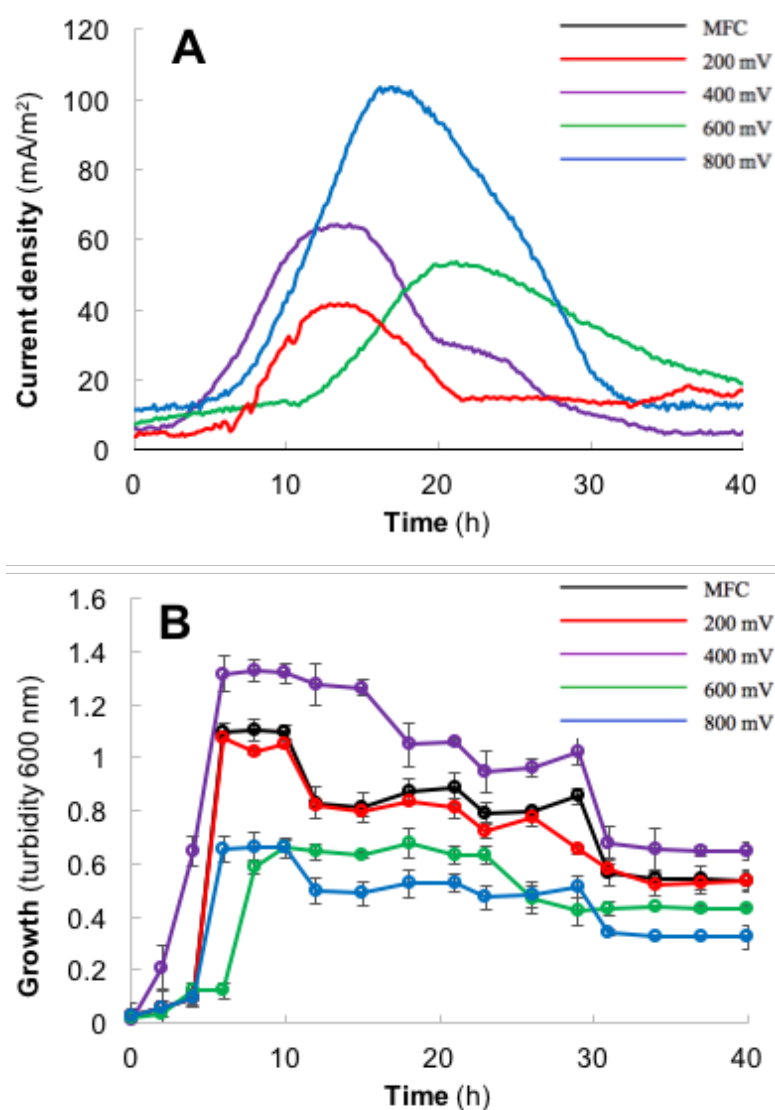 A
MFC
200 mV
400 mV
600 mV
800 mV
Current density (mA/m²)
120
100
80
60
40
20
0
0 10 20 30 40
Time (h)
B
MFC
200 mV
400 mV
600 mV
800 mV
Growth (turbidity 600 nm)
1.6
1.4
1.2
1
0.8
0.6
0.4
0.2
0
0 10 20 30 40
Time (h)